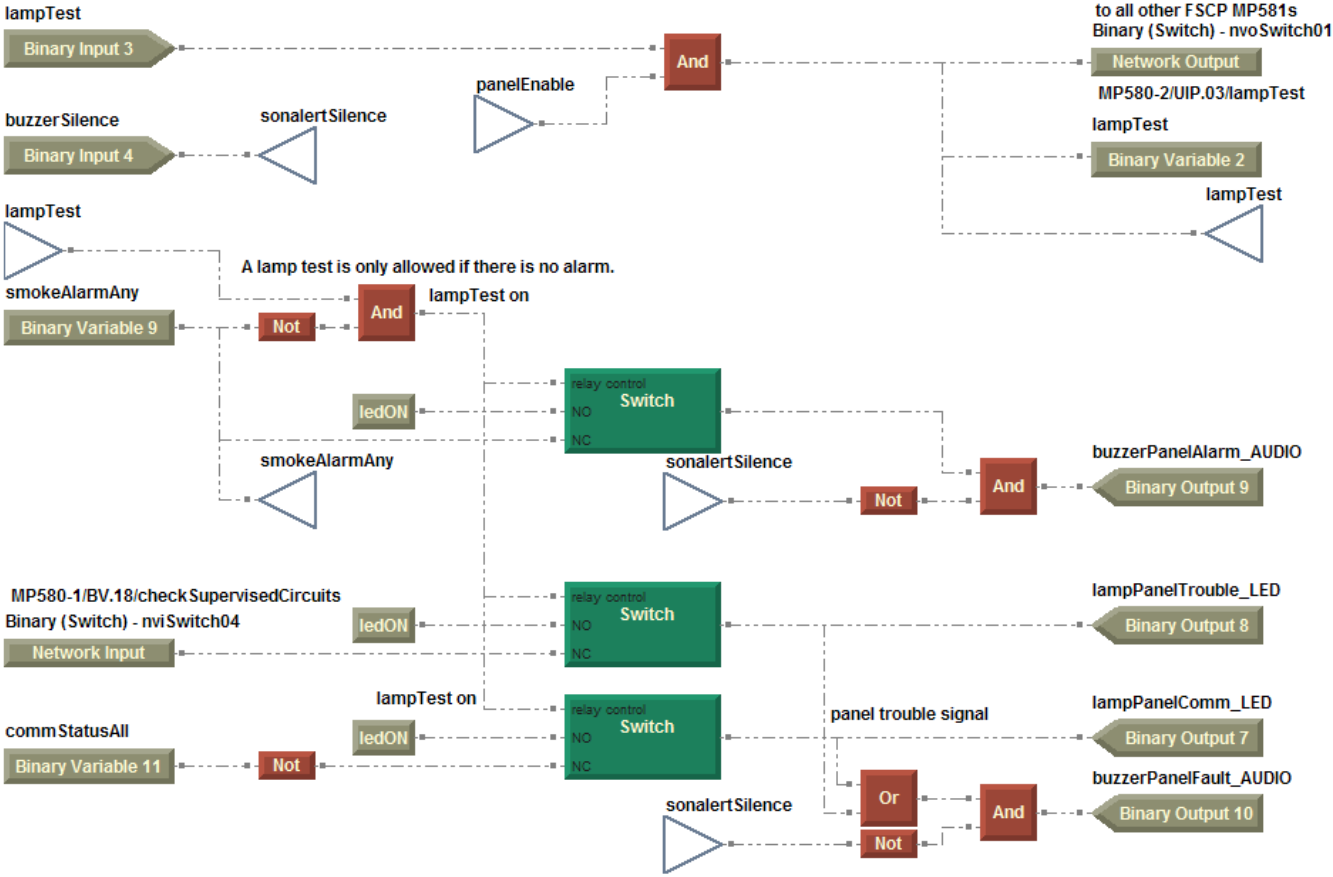 lampTest
Binary Input 3
And
to all other FSCP MP581s
Binary (Switch) - nvoSwitch01
Network Output
MP580-2/UIP.03/lampTest
panelEnable
buzzerSilence
Binary Input 4
sonalertSilence
lampTest
Binary Variable 2
lampTest
lampTest
A lamp test is only allowed if there is no alarm.
smokeAlarmAny
Binary Variable 9
Not
And
lampTest on
ledON
relay control
Switch
NO
NC
smokeAlarmAny
sonalertSilence
Not
And
buzzerPanelAlarm_AUDIO
Binary Output 9
MP580-1/BV.18/checkSupervisedCircuits
Binary (Switch) - nviSwitch04
Network Input
ledON
relay control
Switch
NO
NC
lampPanelTrouble_LED
Binary Output 8
lampTest on
commStatusAll
Binary Variable 11
Not
ledON
relay control
Switch
NO
NC
panel trouble signal
lampPanelComm_LED
Binary Output 7
sonalertSilence
Or
Not
And
buzzerPanelFault_AUDIO
Binary Output 10